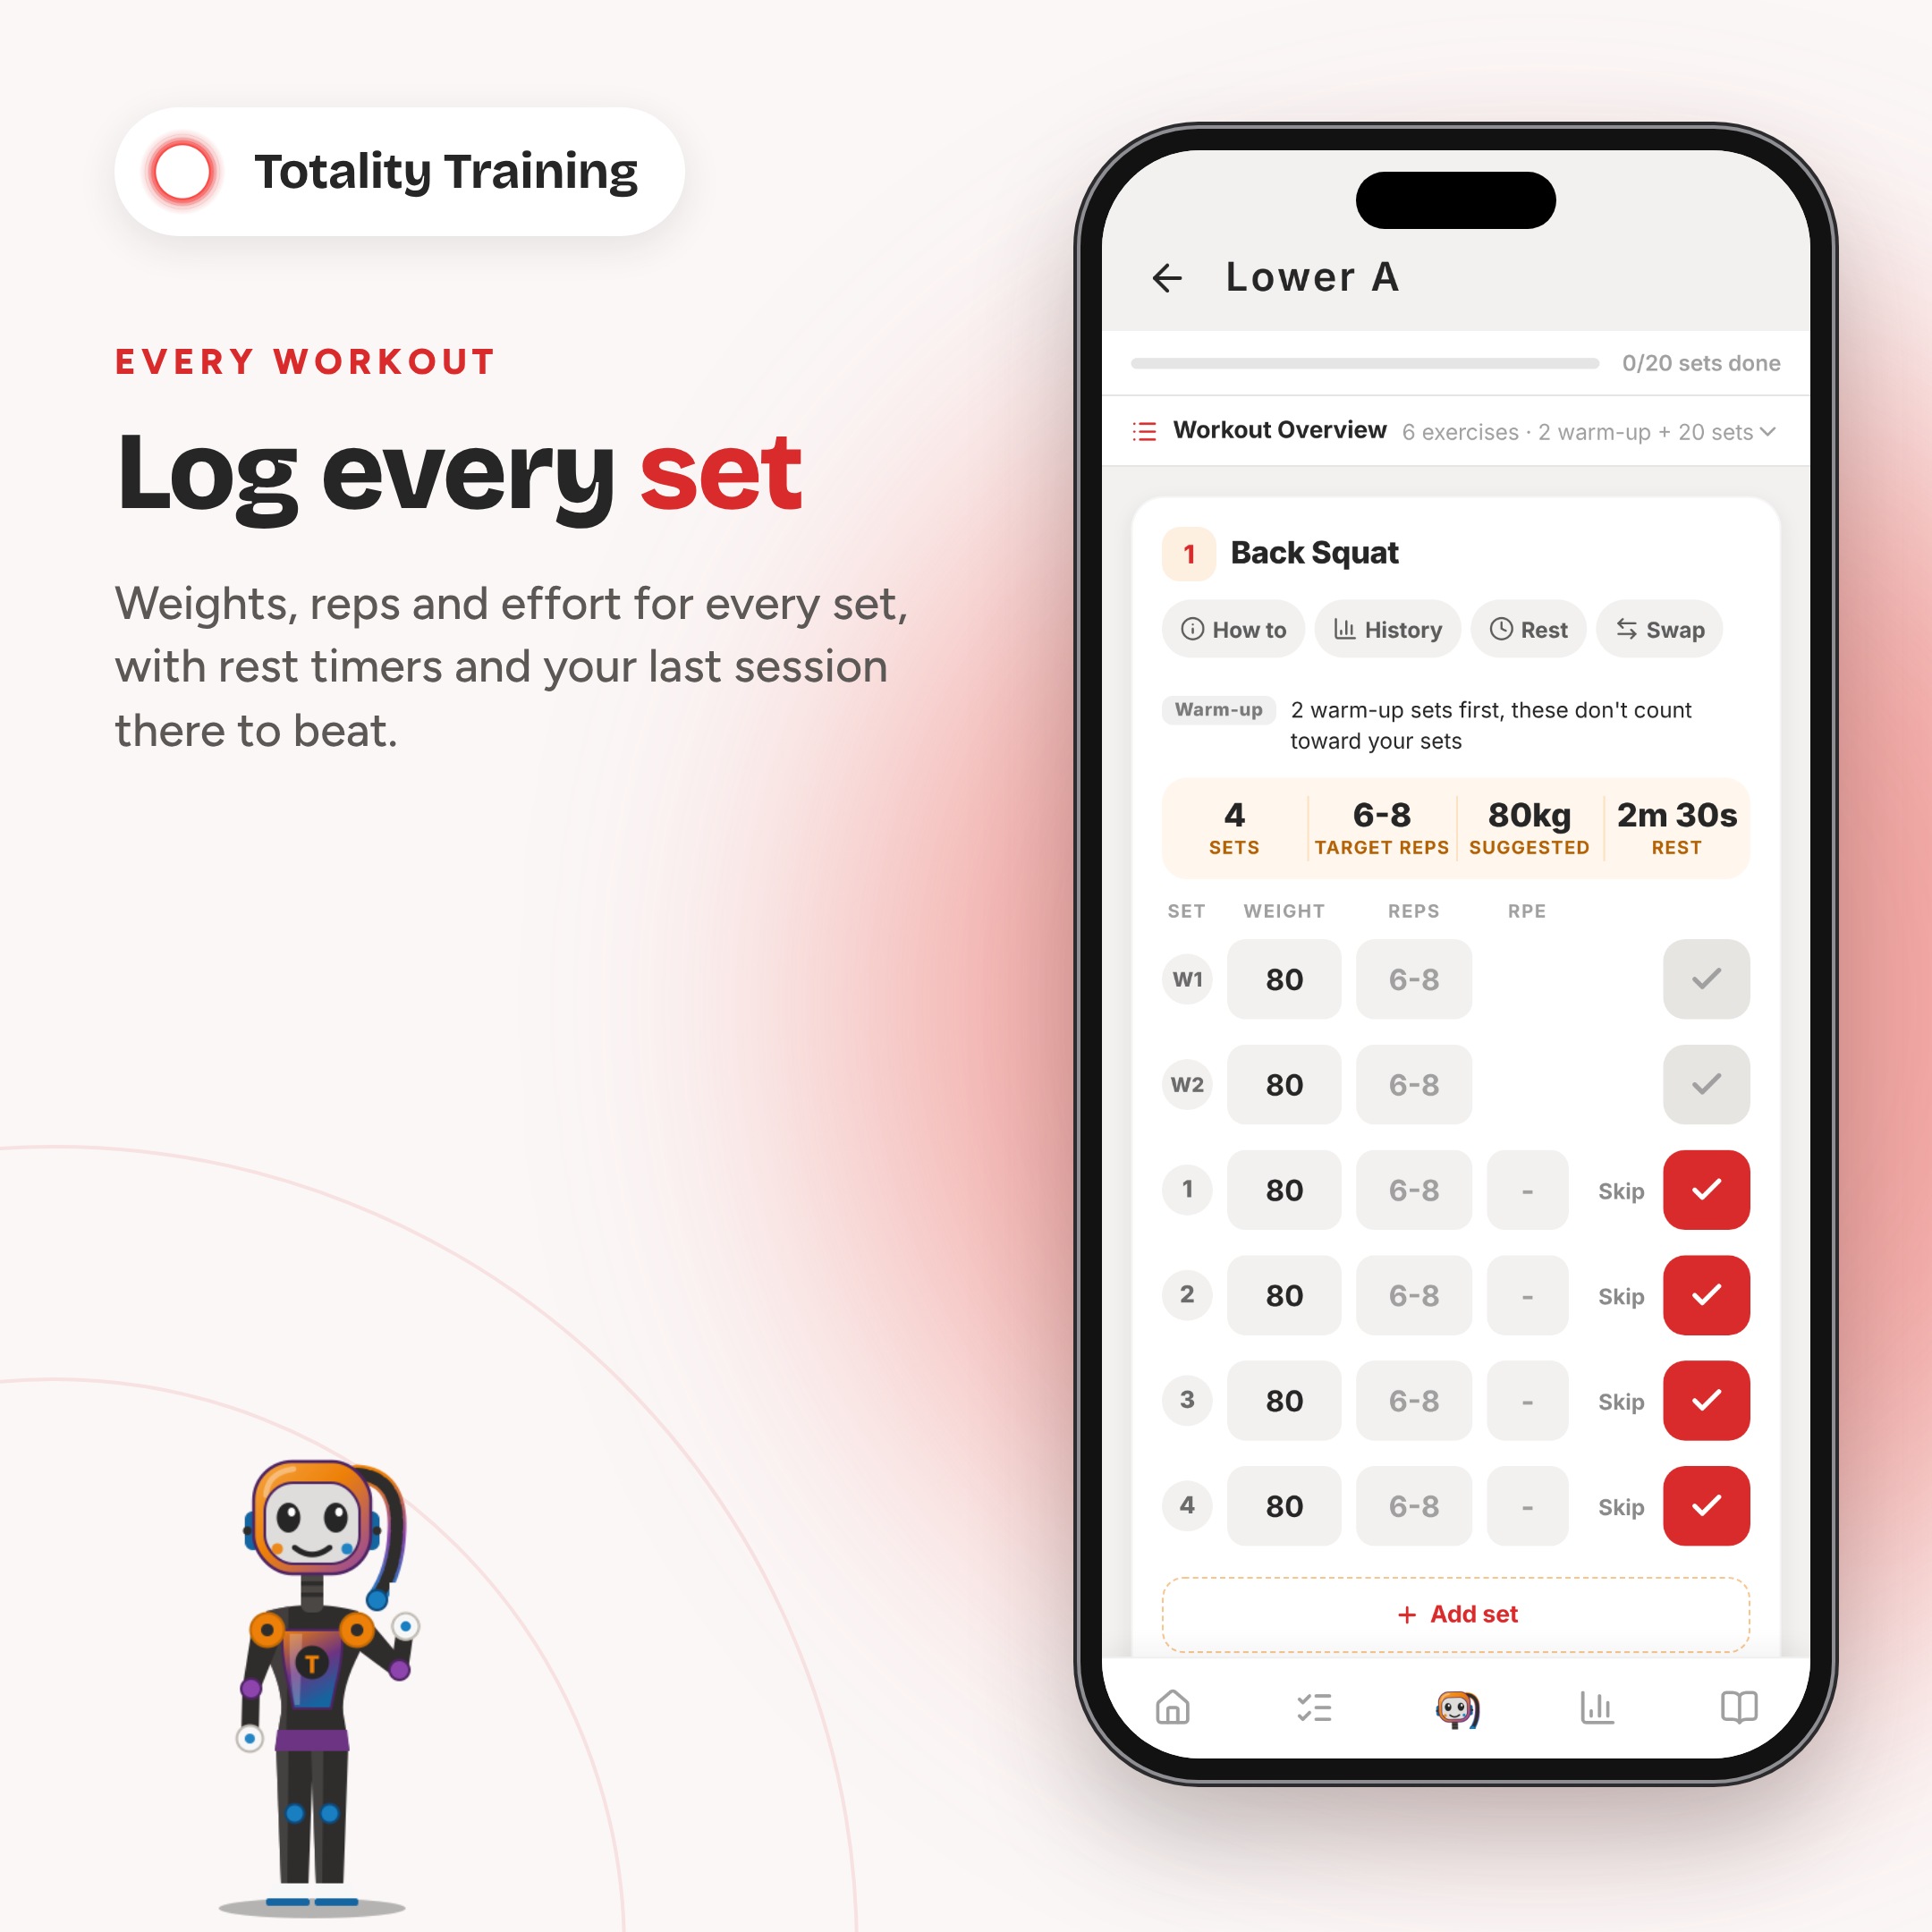 Totality Training
EVERY WORKOUT
Log every set
Weights, reps and effort for every set,
with rest timers and your last session
there to beat.
T
Lower A
0/20 sets done
Workout Overview 6 exercises · 2 warm-up + 20 sets
1 Back Squat
How to History Rest Swap
Warm-up 2 warm-up sets first, these don't count
toward your sets
4 6-8 80kg 2m 30s
SETS TARGET REPS SUGGESTED REST
SET WEIGHT REPS RPE
W1 80 6-8
W2 80 6-8
1 80 6-8 - Skip
2 80 6-8 - Skip
3 80 6-8 - Skip
4 80 6-8 - Skip
+ Add set